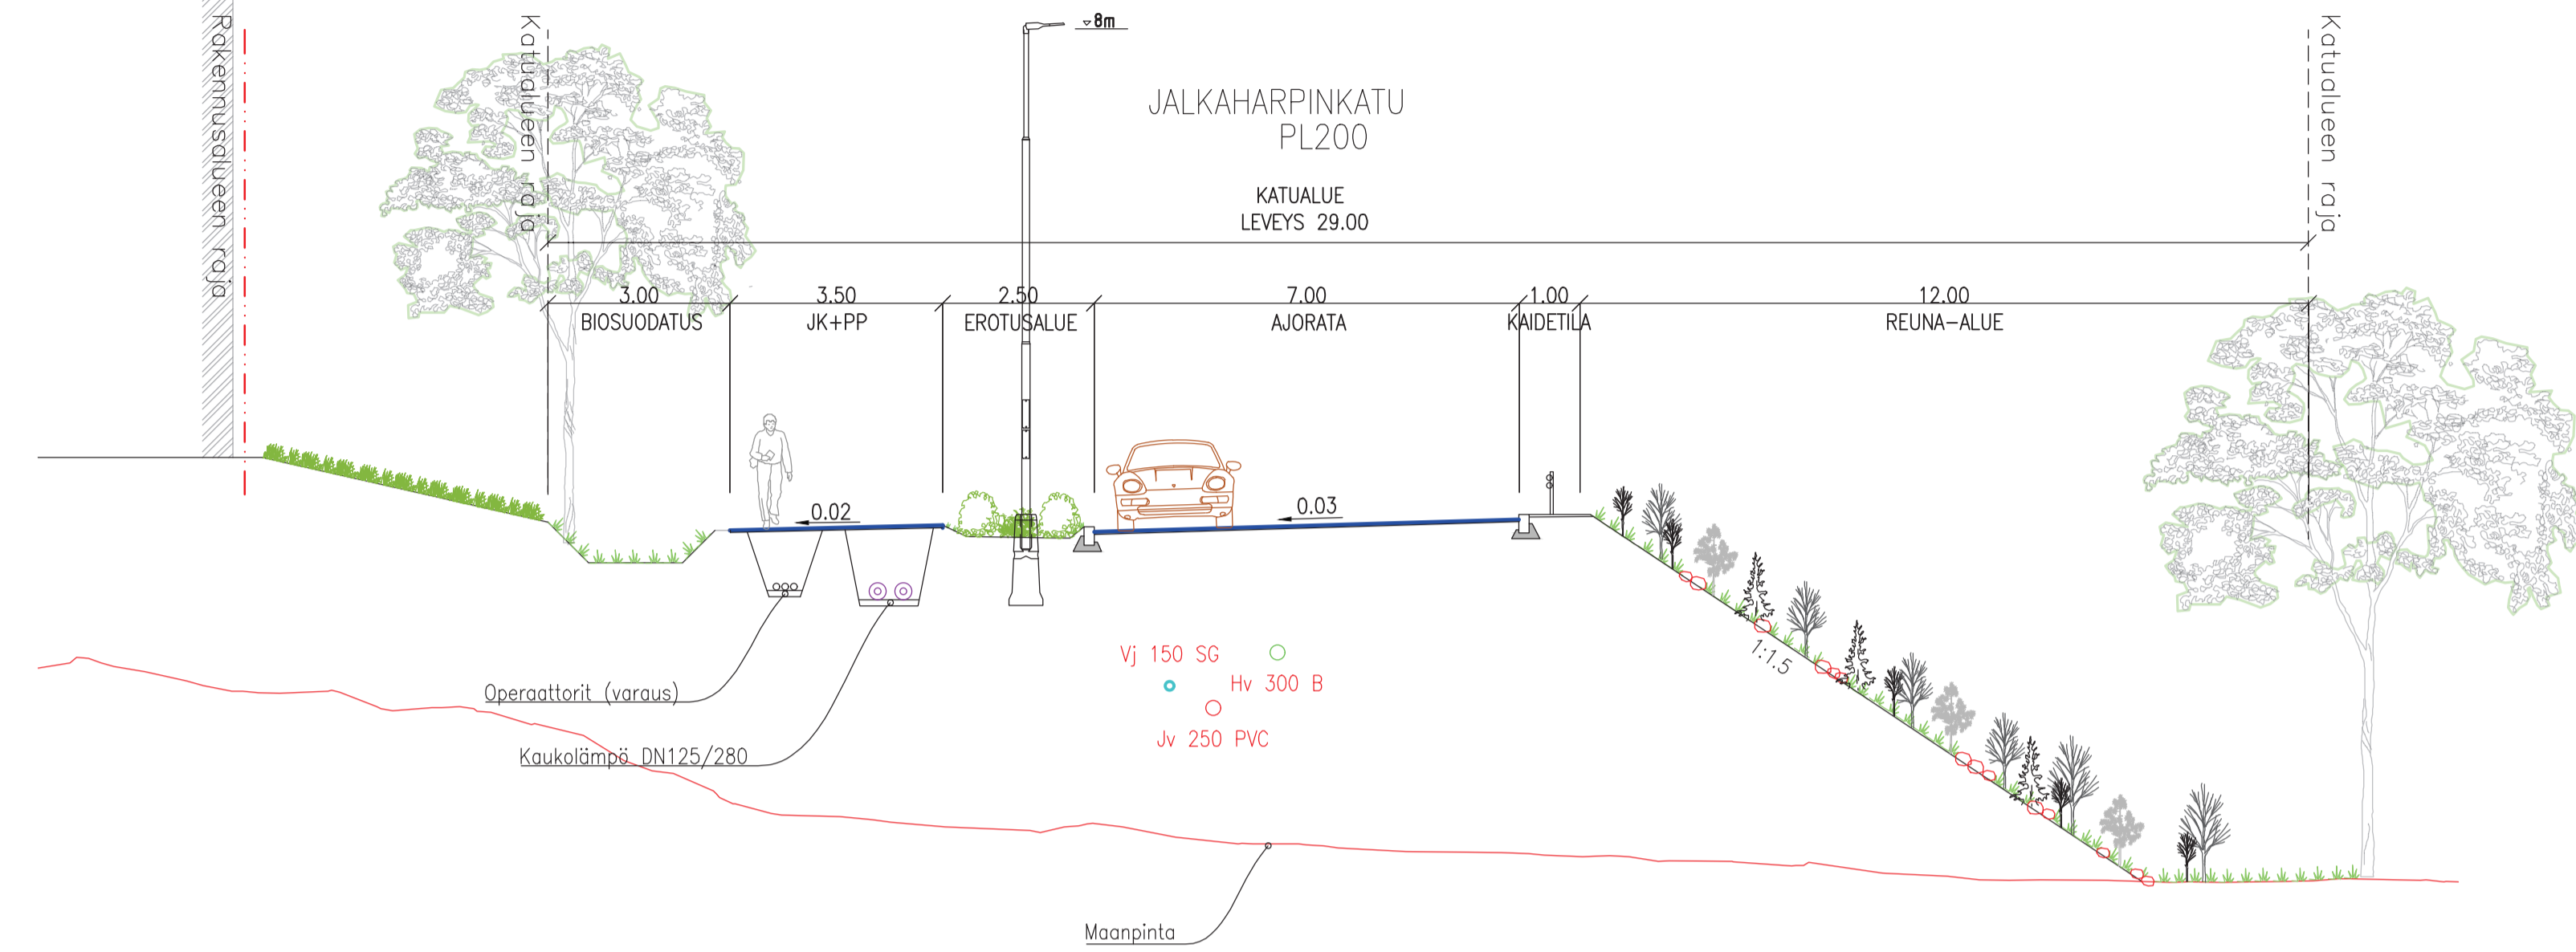 Rakennusalueen raja
Katualueen raja
8m
Katualueen raja
JALKAHARPINKATU
PL200
KATUALUE
LEVEYS 29.00
3.00
3.50
2.50
7.00
1.00
12.00
BIOSUODATUS
JK+PP
EROTUSALUE
AJORATA
KAIDETILA
REUNA-ALUE
0.02
0.03
1:1.5
Vj 150 SG
Hv 300 B
Jv 250 PVC
Operaattorit (varaus)
Kaukolämpö DN125/280
Maanpinta